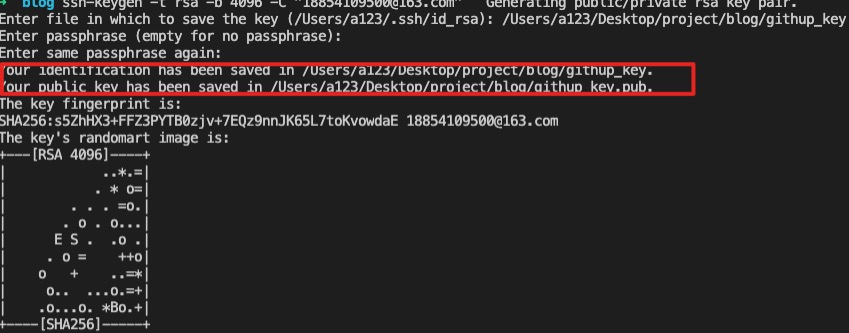 ➜ blog ssh-keygen -t rsa -b 4096 -C "18854109500@163.com" Generating public/private rsa key pair.
Enter file in which to save the key (/Users/a123/.ssh/id_rsa): /Users/a123/Desktop/project/blog/githup_key
Enter passphrase (empty for no passphrase):
Enter same passphrase again:
Your identification has been saved in /Users/a123/Desktop/project/blog/githup_key.
Your public key has been saved in /Users/a123/Desktop/project/blog/githup_key.pub.
The key fingerprint is:
SHA256:s5ZhHX3+FFZ3PYTB0zjv+7EQz9nnJK65L7toKvowdaE 18854109500@163.com
The key's randomart image is:
+---[RSA 4096]----+
|            ..*.=|
|           . * o=|
|        . . . =o.|
|       . o . o...|
|      E S .  .o .|
|     . o =    ++o|
|    o   +    ..=*|
|     o..  ...o.=+|
|    .o...o. *Bo.+|
+----[SHA256]-----+